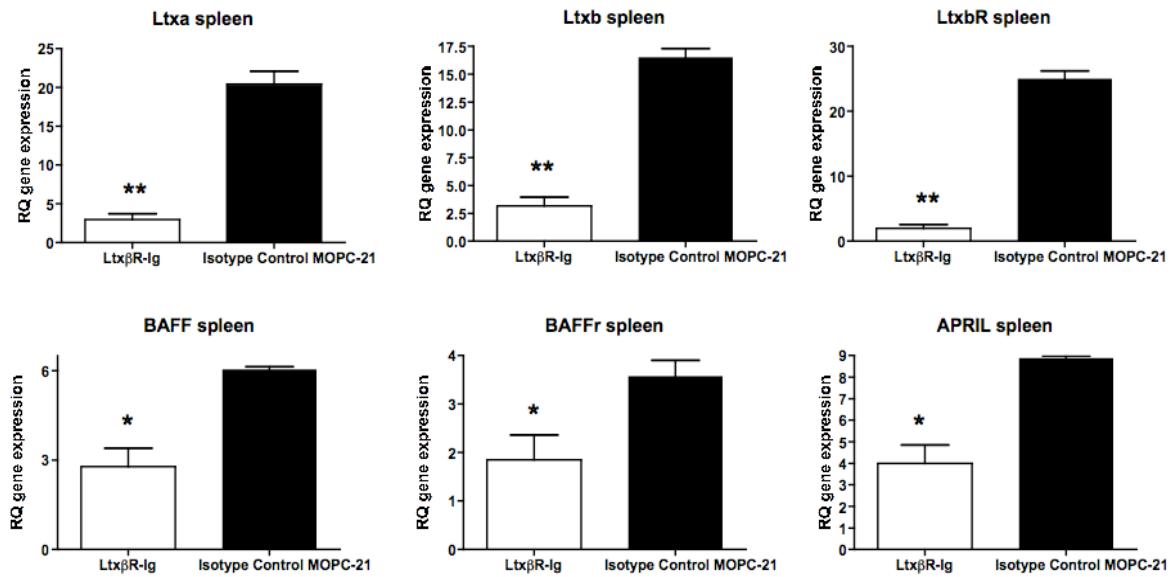 Ltxa spleen
RQ gene expression
25
20
15
10
5
0
**
LtxβR-Ig
Isotype Control MOPC-21
Ltxb spleen
RQ gene expression
17.5
15.0
12.5
10.0
7.5
5.0
2.5
0.0
**
LtxβR-Ig
Isotype Control MOPC-21
LtxbR spleen
RQ gene expression
30
20
10
0
**
LtxβR-Ig
Isotype Control MOPC-21
BAFF spleen
RQ gene expression
6
3
0
*
LtxβR-Ig
Isotype Control MOPC-21
BAFFr spleen
RQ gene expression
4
3
2
1
0
*
LtxβR-Ig
Isotype Control MOPC-21
APRIL spleen
RQ gene expression
9
8
7
6
5
4
3
2
1
0
*
LtxβR-Ig
Isotype Control MOPC-21